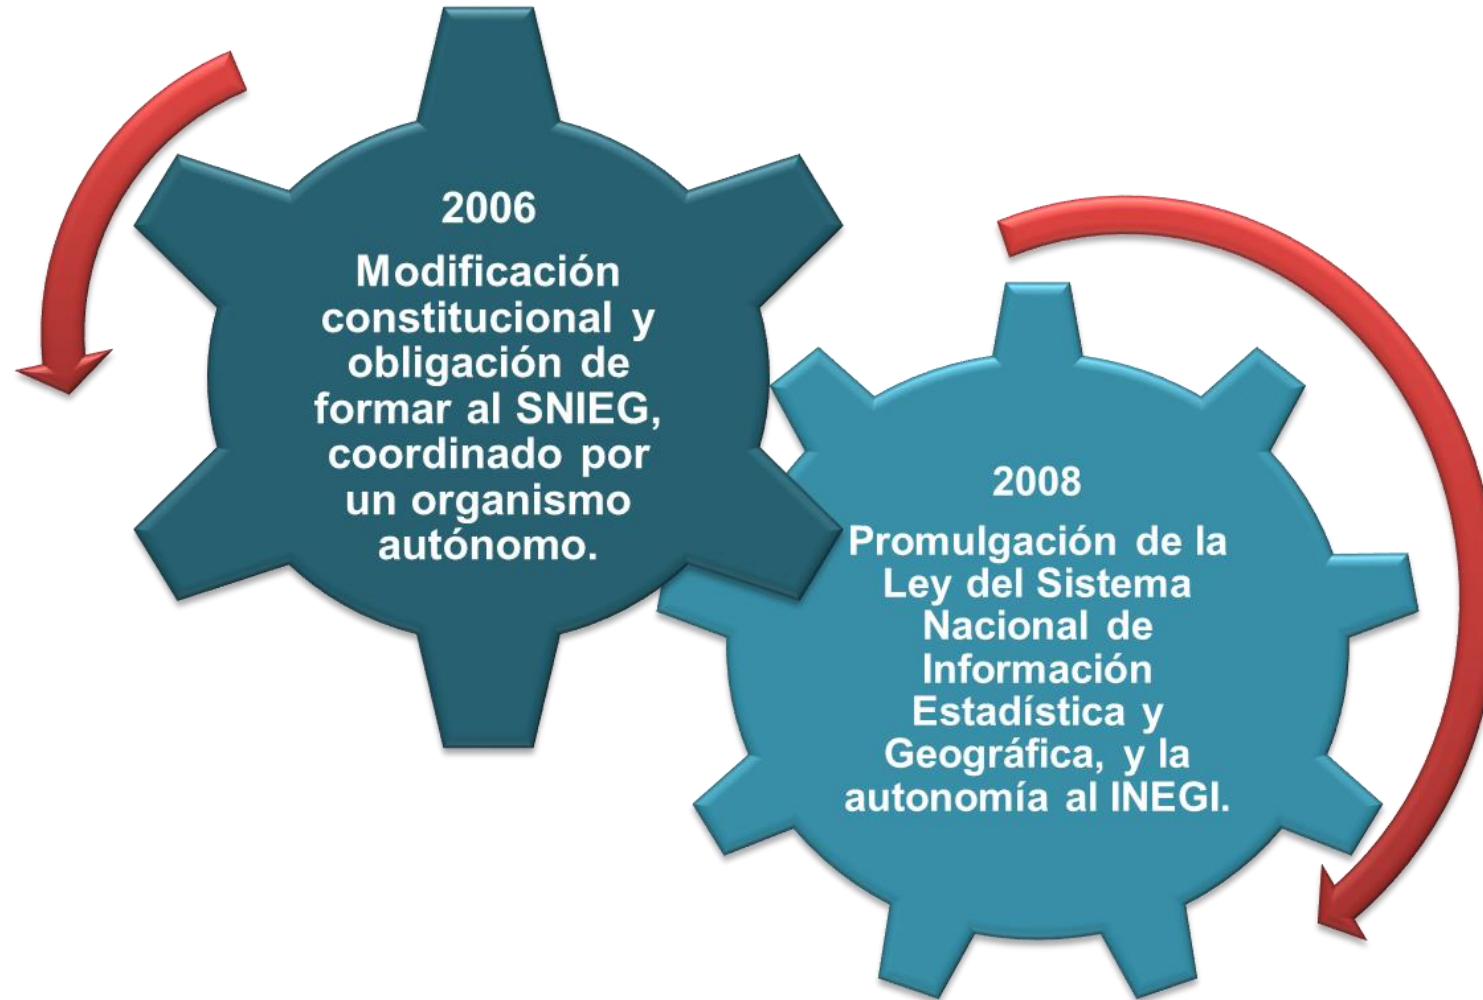 2006
Modificación
constitucional y
obligación de
formar al SNIEG,
coordinado por
un organismo
autónomo.
2008
Promulgación de la
Ley del Sistema
Nacional de
Información
Estadística y
Geográfica, y la
autonomía al INEGI.